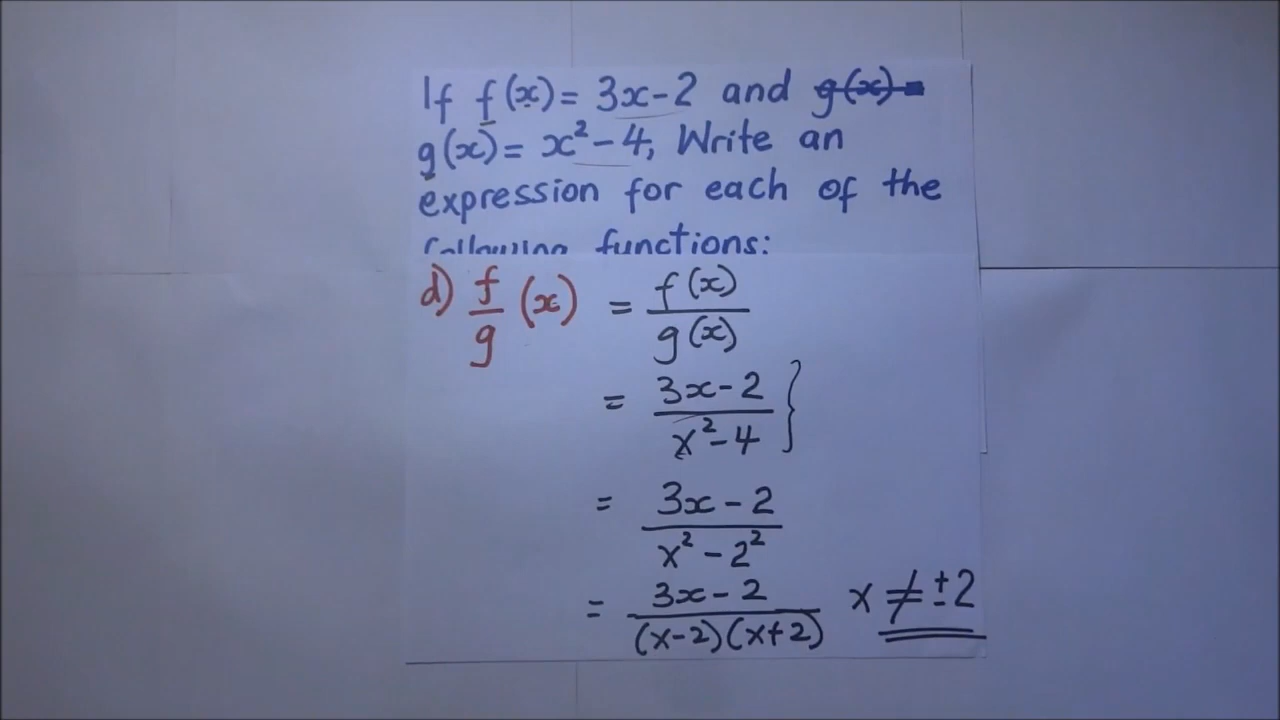 If f(x) = 3x-2 and g(x) =
g(x) = x² - 4, Write an
expression for each of the
following functions:
d) f/g (x) = f(x)/g(x)
= 3x-2/x²-4 }
= 3x-2/x²-2²
= 3x-2/(x-2)(x+2) x ≠ ±2